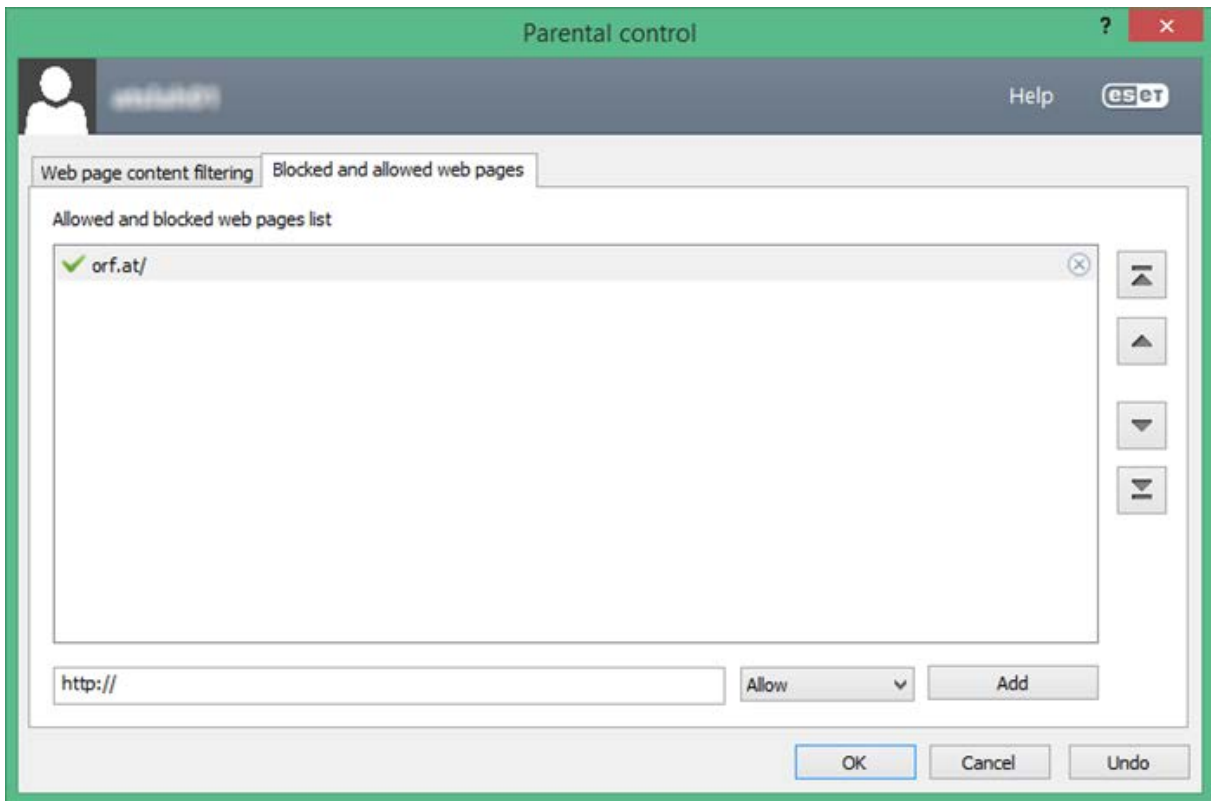 Parental control
?
Help
eseT
Web page content filtering
Blocked and allowed web pages
Allowed and blocked web pages list
orf.at/
http://
Allow
Add
OK
Cancel
Undo